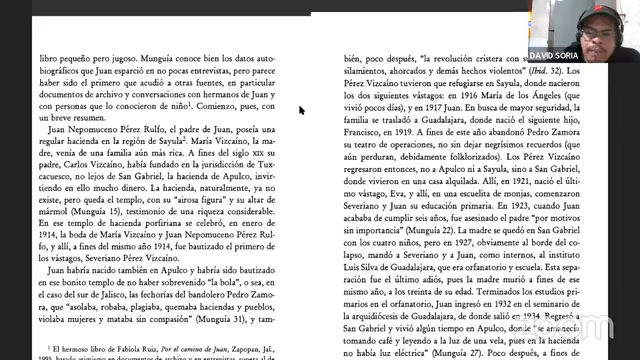 DAVID SORIA
libro pequeño pero jugoso. Munguía conoce bien los datos auto-
biográficos que Juan esparció en no pocas entrevistas, pero parece
haber sido el primero que acudió a otras fuentes, en particular
documentos de archivo y conversaciones con hermanos de Juan y
con personas que lo conocieron de niño¹. Comienzo, pues, con
un breve resumen.
Juan Nepomuceno Pérez Rulfo, el padre de Juan, poseía una
regular hacienda en la región de Sayula². María Vizcaíno, la ma-
dre, venía de una familia aún más rica. A fines del siglo XIX su
padre, Carlos Vizcaíno, había fundado en la jurisdicción de Tux-
cacuesco, no lejos de San Gabriel, la hacienda de Apulco, invir-
tiendo en ello mucho dinero. La hacienda, naturalmente, ya no
existe, pero queda el templo, con su "airosa figura" y su altar de
mármol (Munguía 15), testimonio de una riqueza considerable.
En ese templo de hacienda porfiriana se celebró, en enero de
1914, la boda de María Vizcaíno y Juan Nepomuceno Pérez Rul-
fo, y allí, a fines del mismo año 1914, fue bautizado el primero de
los vástagos, Severiano Pérez Vizcaíno.
Juan habría nacido también en Apulco y habría sido bautizado
en ese bonito templo de no haber sobrevenido "la bola", o sea, en
el caso del sur de Jalisco, las fechorías del bandolero Pedro Zamo-
ra, que "asolaba, robaba, plagiaba, quemaba haciendas y pueblos,
violaba mujeres y mataba sin compasión" (Munguía 31), y tam-
¹ El hermoso libro de Fabiola Ruiz, Por el camino de Juan, Zapopan, Jal.,
bién, poco después, "la revolución cristera con
silamientos, ahorcados y demás hechos violentos" (Ibid. 32). Los
Pérez Vizcaíno tuvieron que refugiarse en Sayula, donde nacieron
los dos siguientes vástagos: en 1916 María de los Ángeles (que
vivió pocos días), y en 1917 Juan. En busca de mayor seguridad, la
familia se trasladó a Guadalajara, donde nació el siguiente hijo,
Francisco, en 1919. A fines de este año abandonó Pedro Zamora
su teatro de operaciones, no sin dejar negrísimos recuerdos (que
aún perduran, debidamente folklorizados). Los Pérez Vizcaíno
regresaron entonces, no a Apulco ni a Sayula, sino a San Gabriel,
donde vivieron en una casa alquilada. Allí, en 1921, nació el últi-
mo vástago, Eva, y allí, en una escuelita de monjas, comenzaron
Severiano y Juan su educación primaria. En 1923, cuando Juan
acababa de cumplir seis años, fue asesinado el padre "por motivos
sin importancia" (Munguía 22). La madre se quedó en San Gabriel
con los cuatro niños, pero en 1927, obviamente al borde del co-
lapso, mandó a Severiano y a Juan, como internos, al instituto
Luis Silva de Guadalajara, que era orfanatorio y escuela. Esta sepa-
ración fue el último adiós, pues la madre murió a fines de ese
mismo año, a los treinta de su edad. Terminados los estudios pri-
marios en el orfanatorio, Juan ingresó en 1932 en el seminario de
la arquidiócesis de Guadalajara, de donde salió en 1934. Regresó a
San Gabriel y vivió algún tiempo en Apulco, donde "se amanecía
tomando café y leyendo a la luz de una vela, pues en la hacienda
no había luz eléctrica" (Munguía 27). Poco después, a fines de
zoom